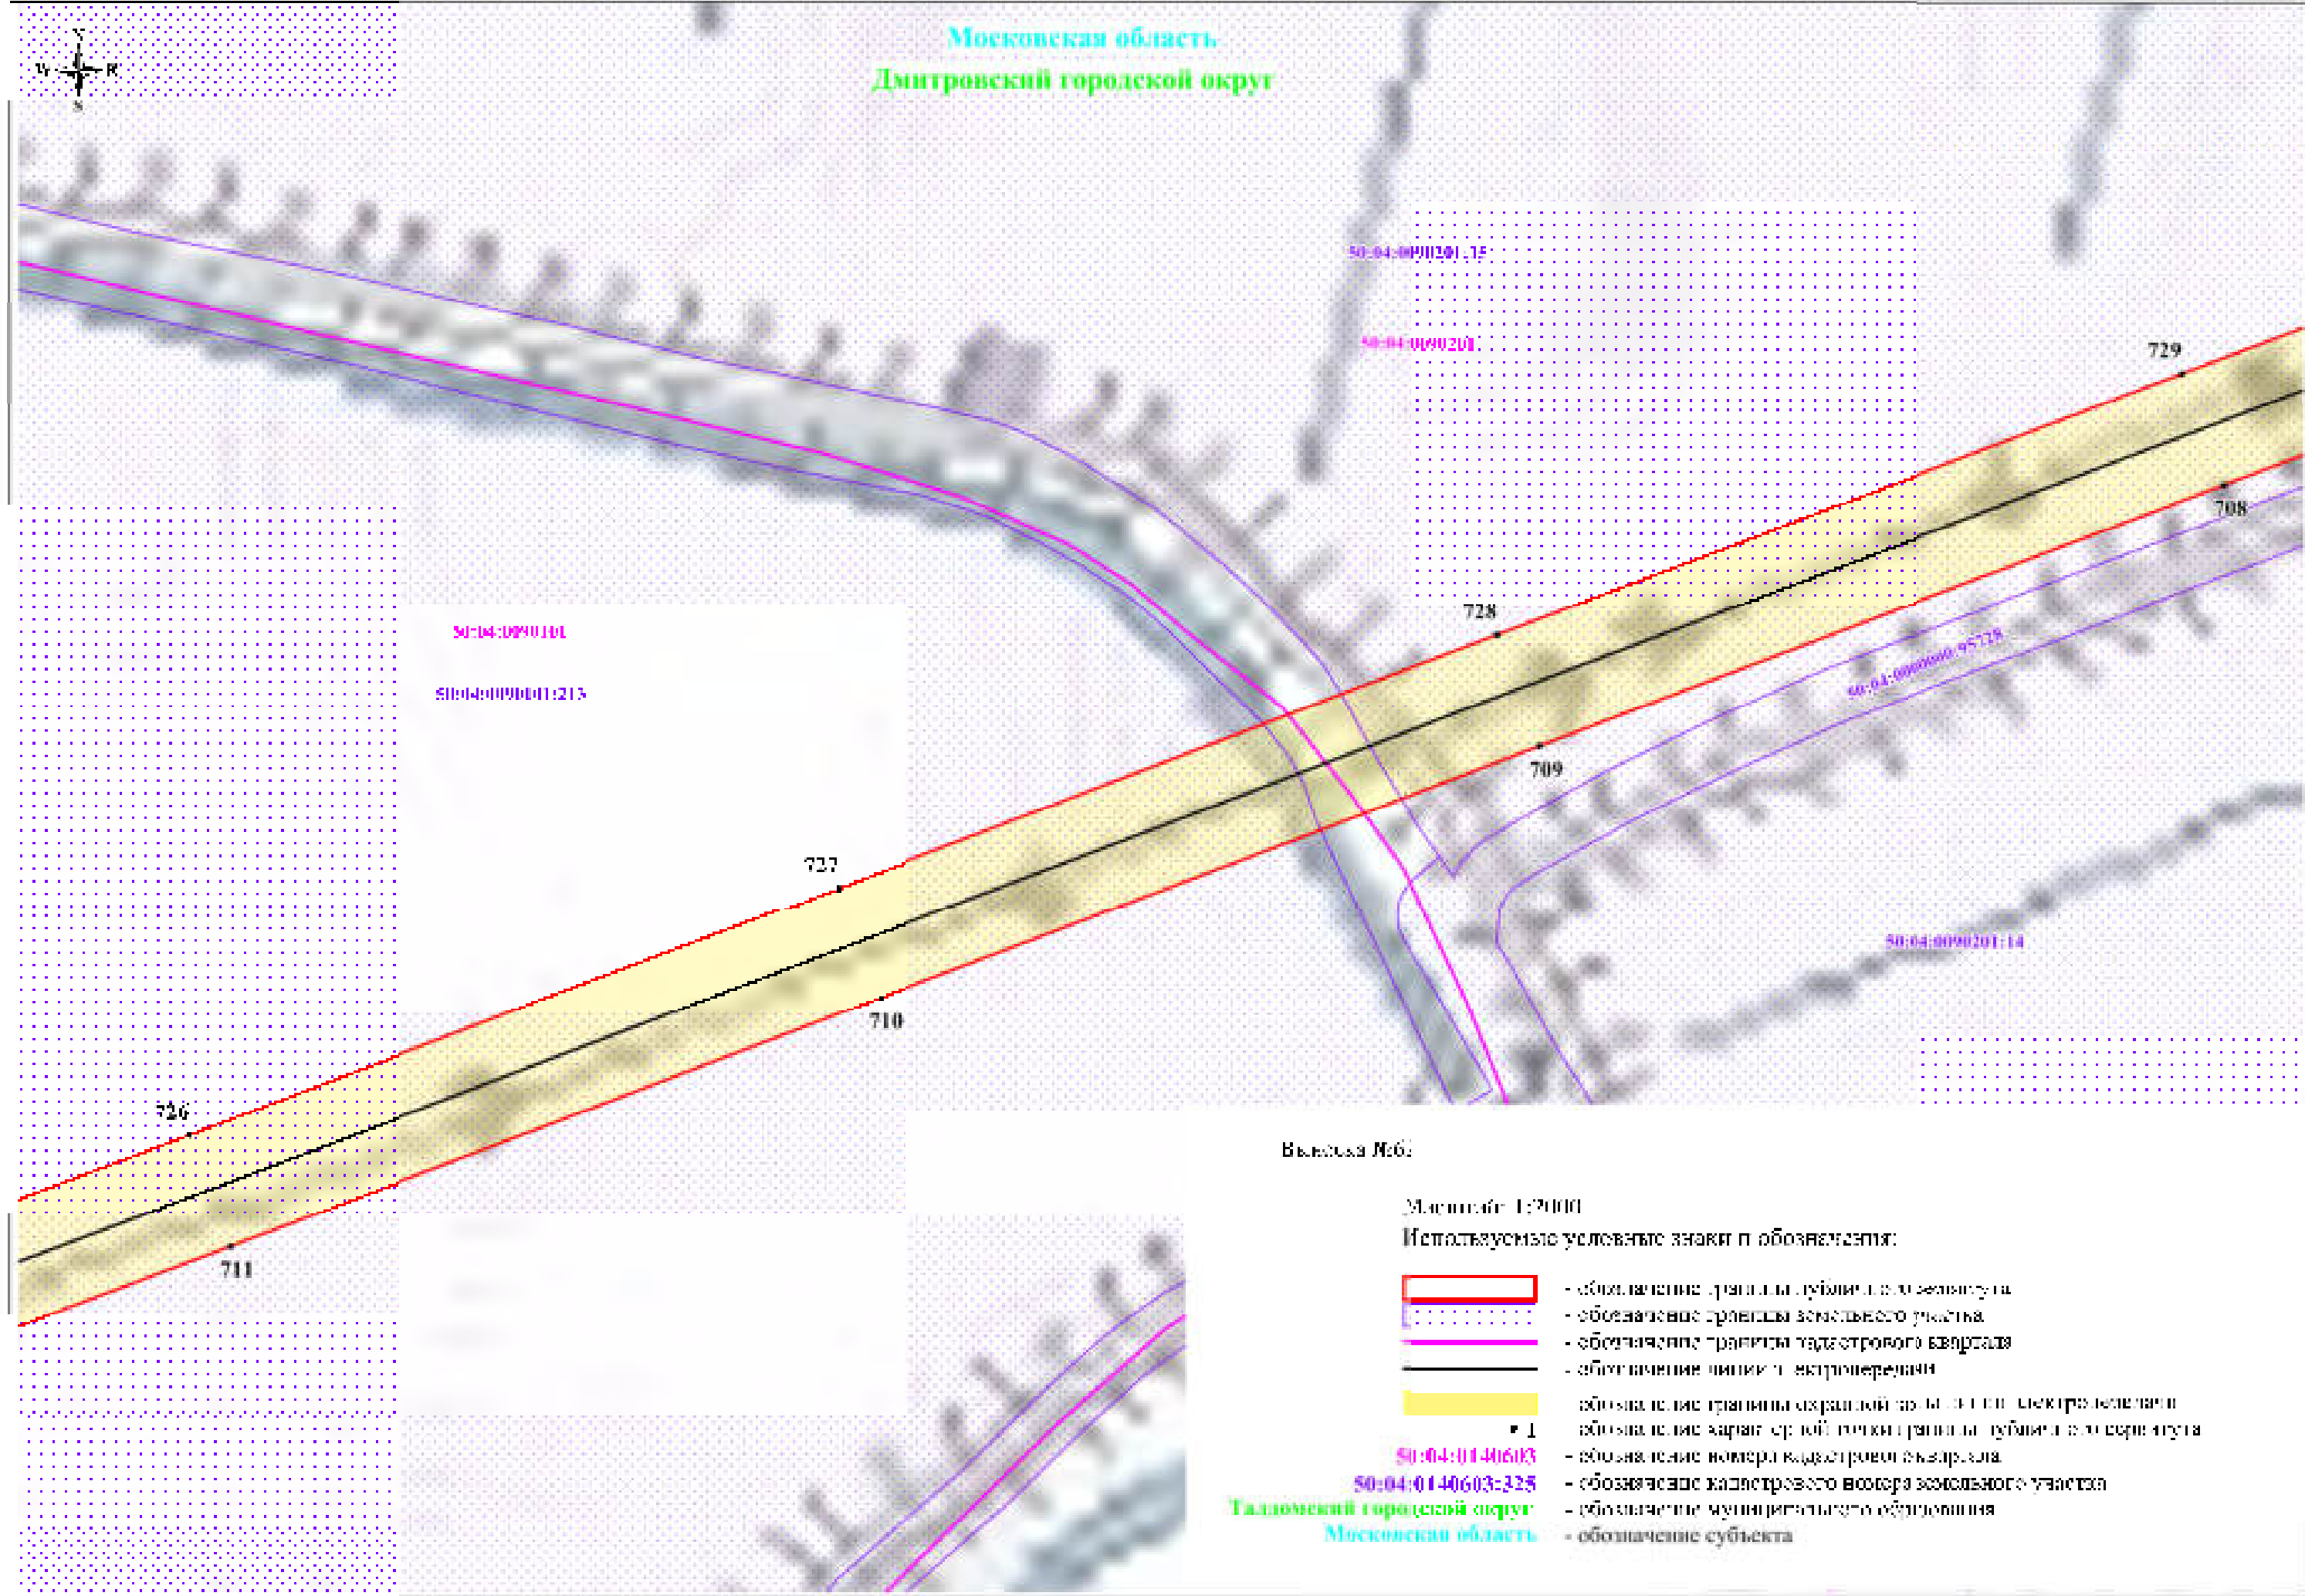 Московская область
Дмитровский городской округ
50:04:0090201:15
50:04:0090201
729
708
728
50:04:0090101
50:04:0000000:95728
709
727
50:04:0090201:14
710
726
711
Выноска
Масштаб 1:2000
Используемые условные знаки и обозначения:
- обозначение границы публичного сервитута
- обозначение границы земельного участка
- обозначение границы кадастрового квартала
- обозначение линии электропередачи
обозначение границы охранной зоны линии электропередачи
1
обозначение характерной точки границы публичного сервитута
50:04:0140603
- обозначение номера кадастрового квартала
50:04:0140603:325
- обозначение кадастрового номера земельного участка
Талдомский городской округ
- обозначение муниципального образования
Московская область
- обозначение субъекта